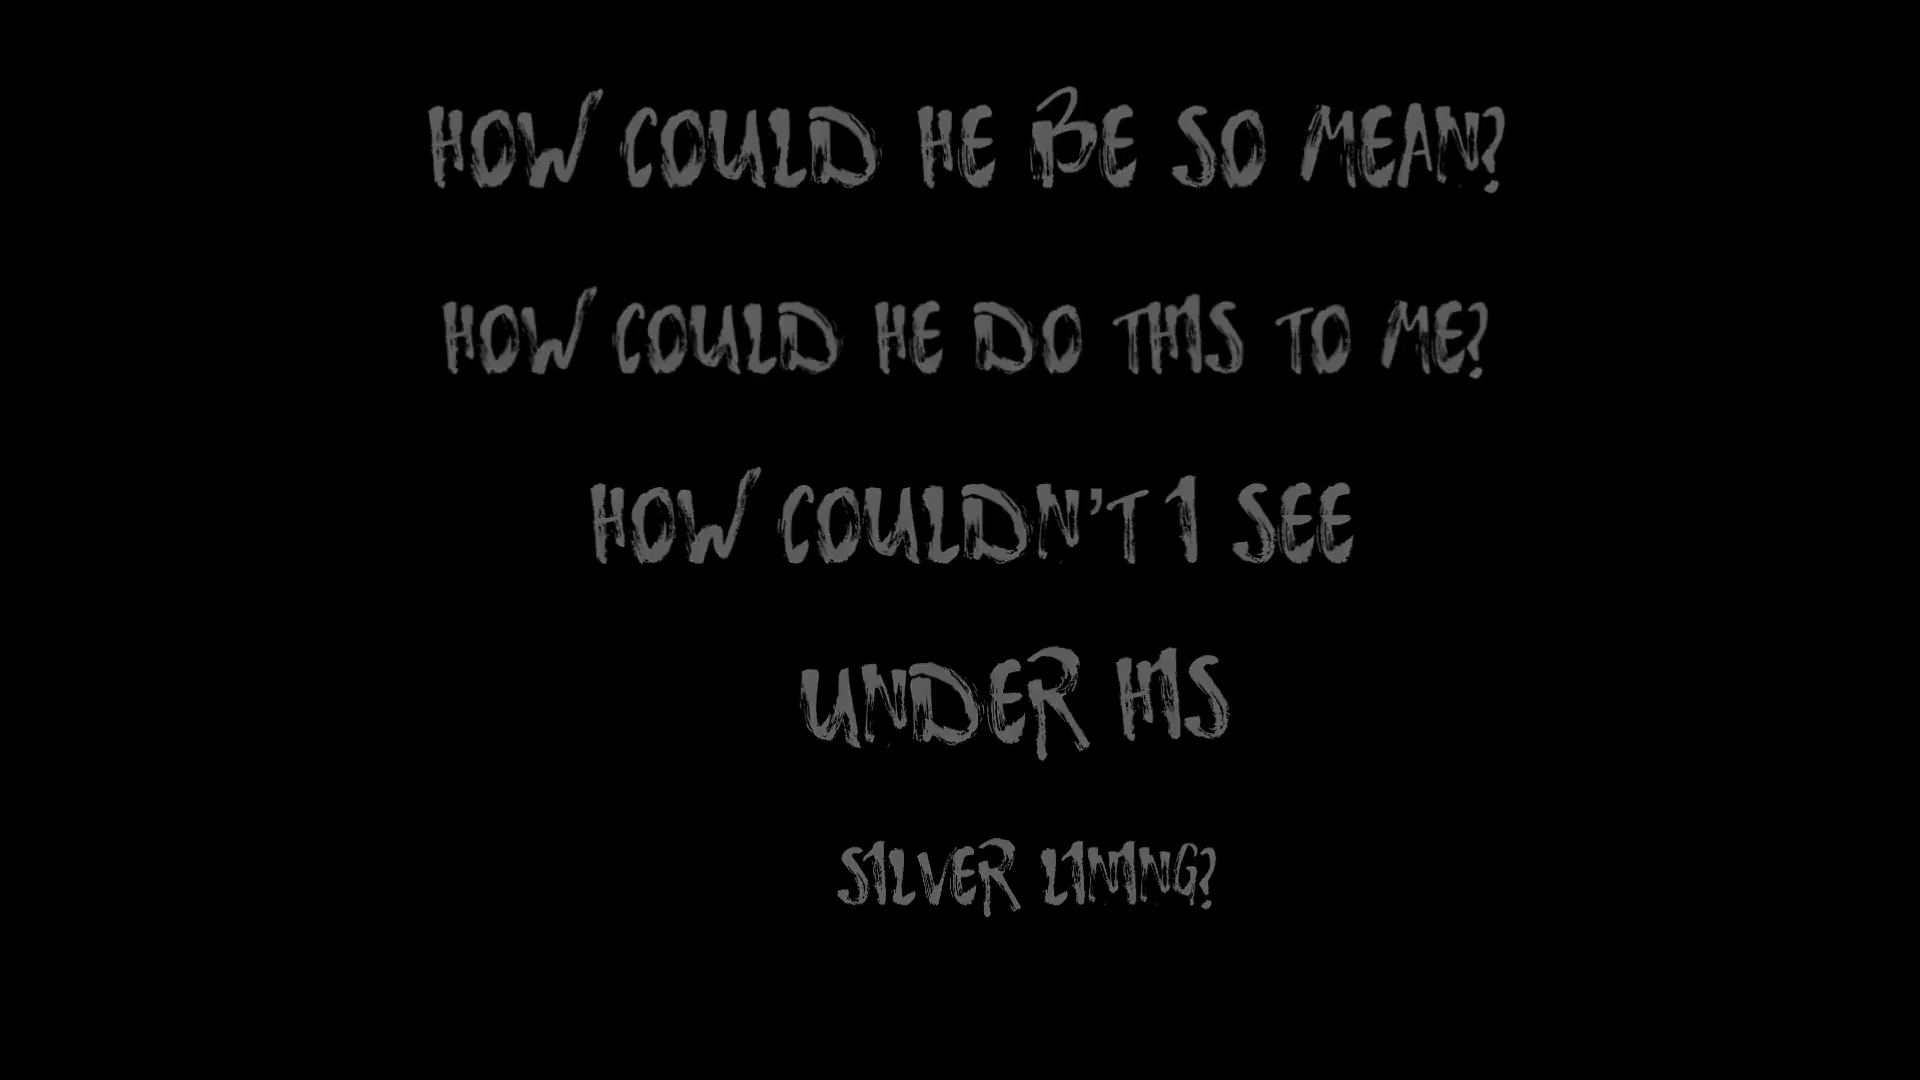 HOW COULD HE BE SO MEAN?
HOW COULD HE DO THIS TO ME?
HOW COULDN'T I SEE
UNDER HIS
SILVER LINING?